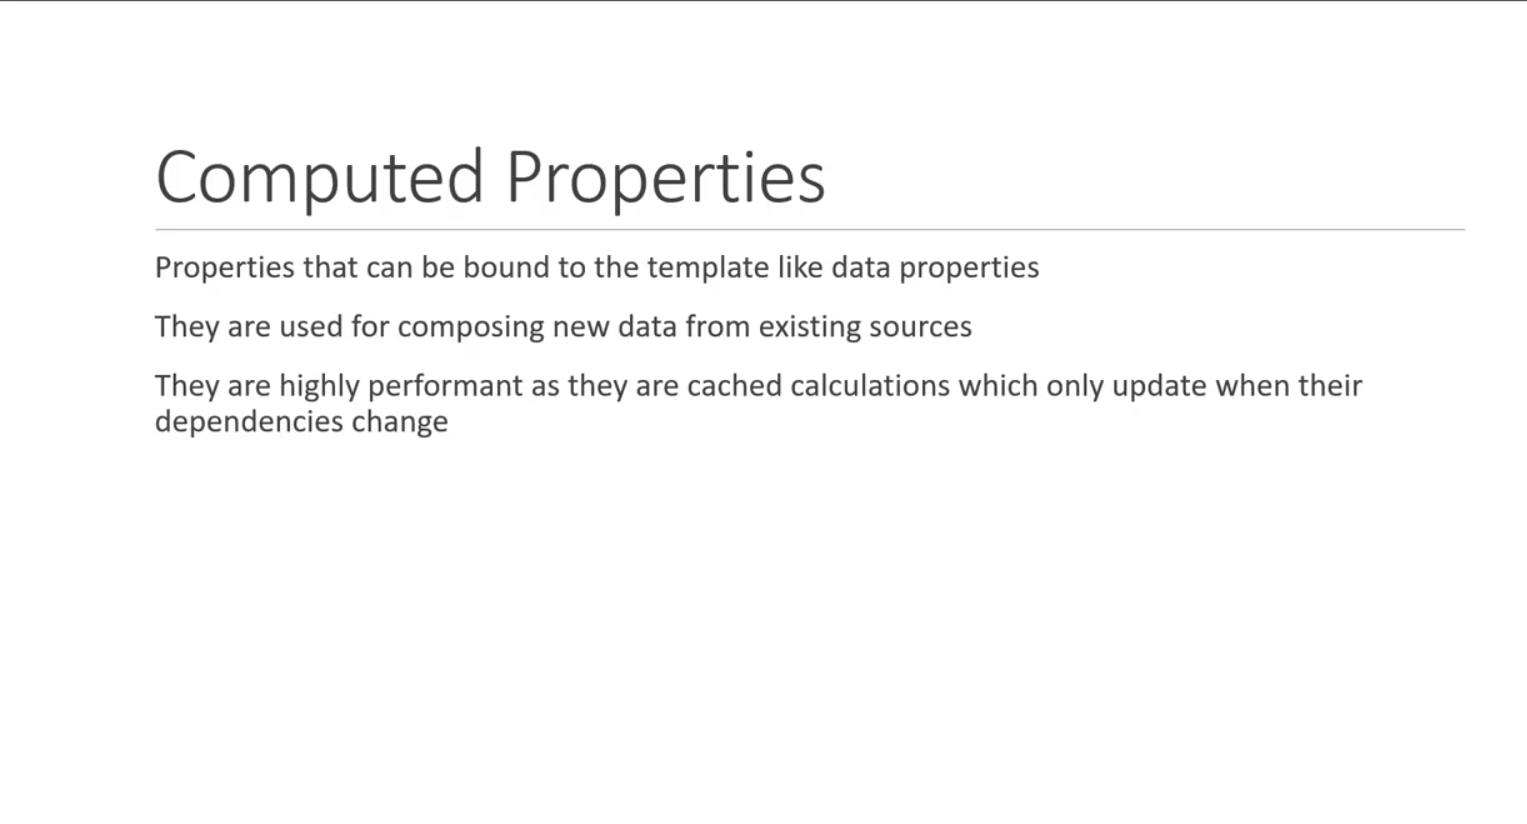 Computed Properties
Properties that can be bound to the template like data properties
They are used for composing new data from existing sources
They are highly performant as they are cached calculations which only update when their
dependencies change